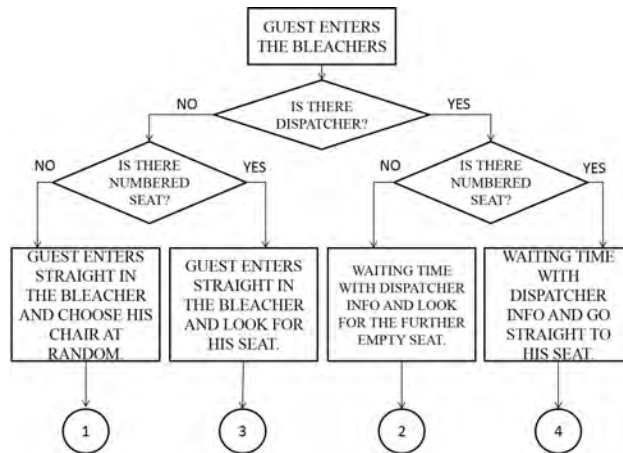 GUEST ENTERS
THE BLEACHERS
NO
YES
IS THERE
DISPATCHER?
NO
IS THERE
NUMBERED
SEAT?
YES
NO
IS THERE
NUMBERED
SEAT?
YES
GUEST ENTERS
STRAIGHT IN
THE BLEACHER
AND CHOOSE HIS
CHAIR AT
RANDOM.
GUEST ENTERS
STRAIGHT IN
THE BLEACHER
AND LOOK FOR
HIS SEAT.
WAITING TIME
WITH DISPATCHER
INFO AND LOOK
FOR THE FURTHER
EMPTY SEAT.
WAITING TIME
WITH
DISPATCHER
INFO AND GO
STRAIGHT TO
HIS SEAT.
1
3
2
4